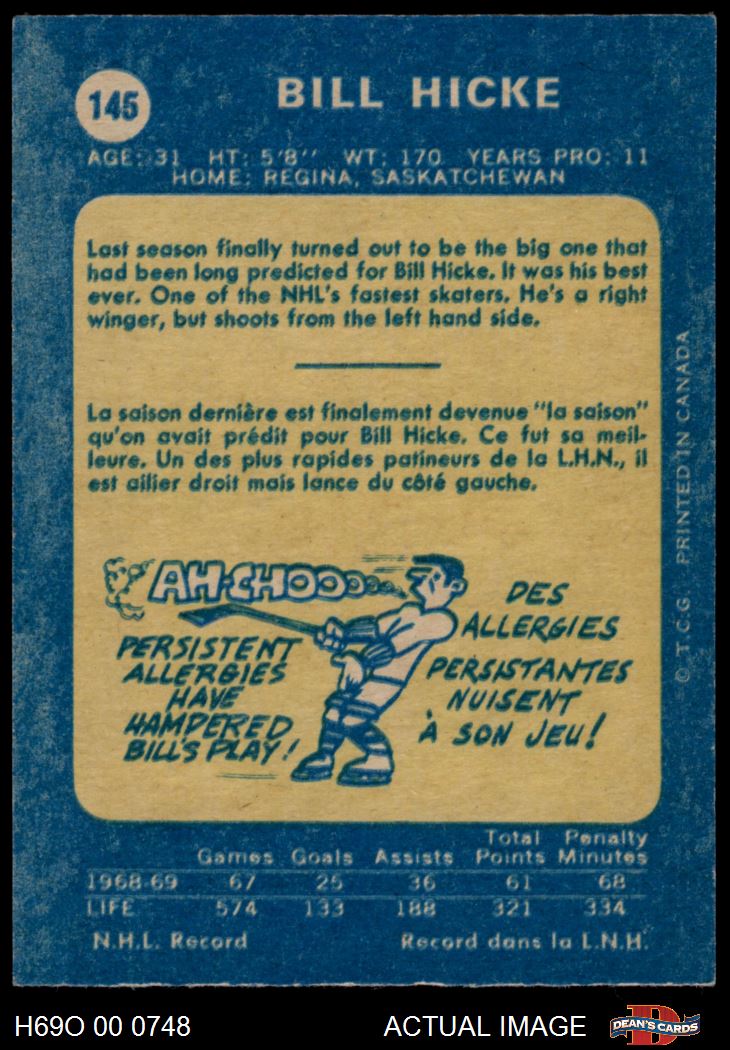 145
BILL HICKE
AGE: 31 HT: 5'8'' WT: 170 YEARS PRO: 11
HOME: REGINA, SASKATCHEWAN
Last season finally turned out to be the big one that
had been long predicted for Bill Hicke. It was his best
ever. One of the NHL's fastest skaters. He's a right
winger, but shoots from the left hand side.
La saison dernière est finalement devenue "la saison"
qu'on avait prédit pour Bill Hicke. Ce fut sa meil-
leure. Un des plus rapides patineurs de la L.H.N., il
est ailier droit mais lance du côté gauche.
AH-CHOOOooo
PERSISTENT
ALLERGIES
HAVE
HAMPERED
BILL'S PLAY!
DES
ALLERGIES
PERSISTANTES
NUISENT
À SON JEU!
© T.C.G. PRINTED IN CANADA
Total Penalty
Games Goals Assists Points Minutes
1968-69 67 25 36 61 68
LIFE 574 133 188 321 334
N.H.L. Record Record dans la L.N.H.
H69O 00 0748 ACTUAL IMAGE DEAN'S CARDS